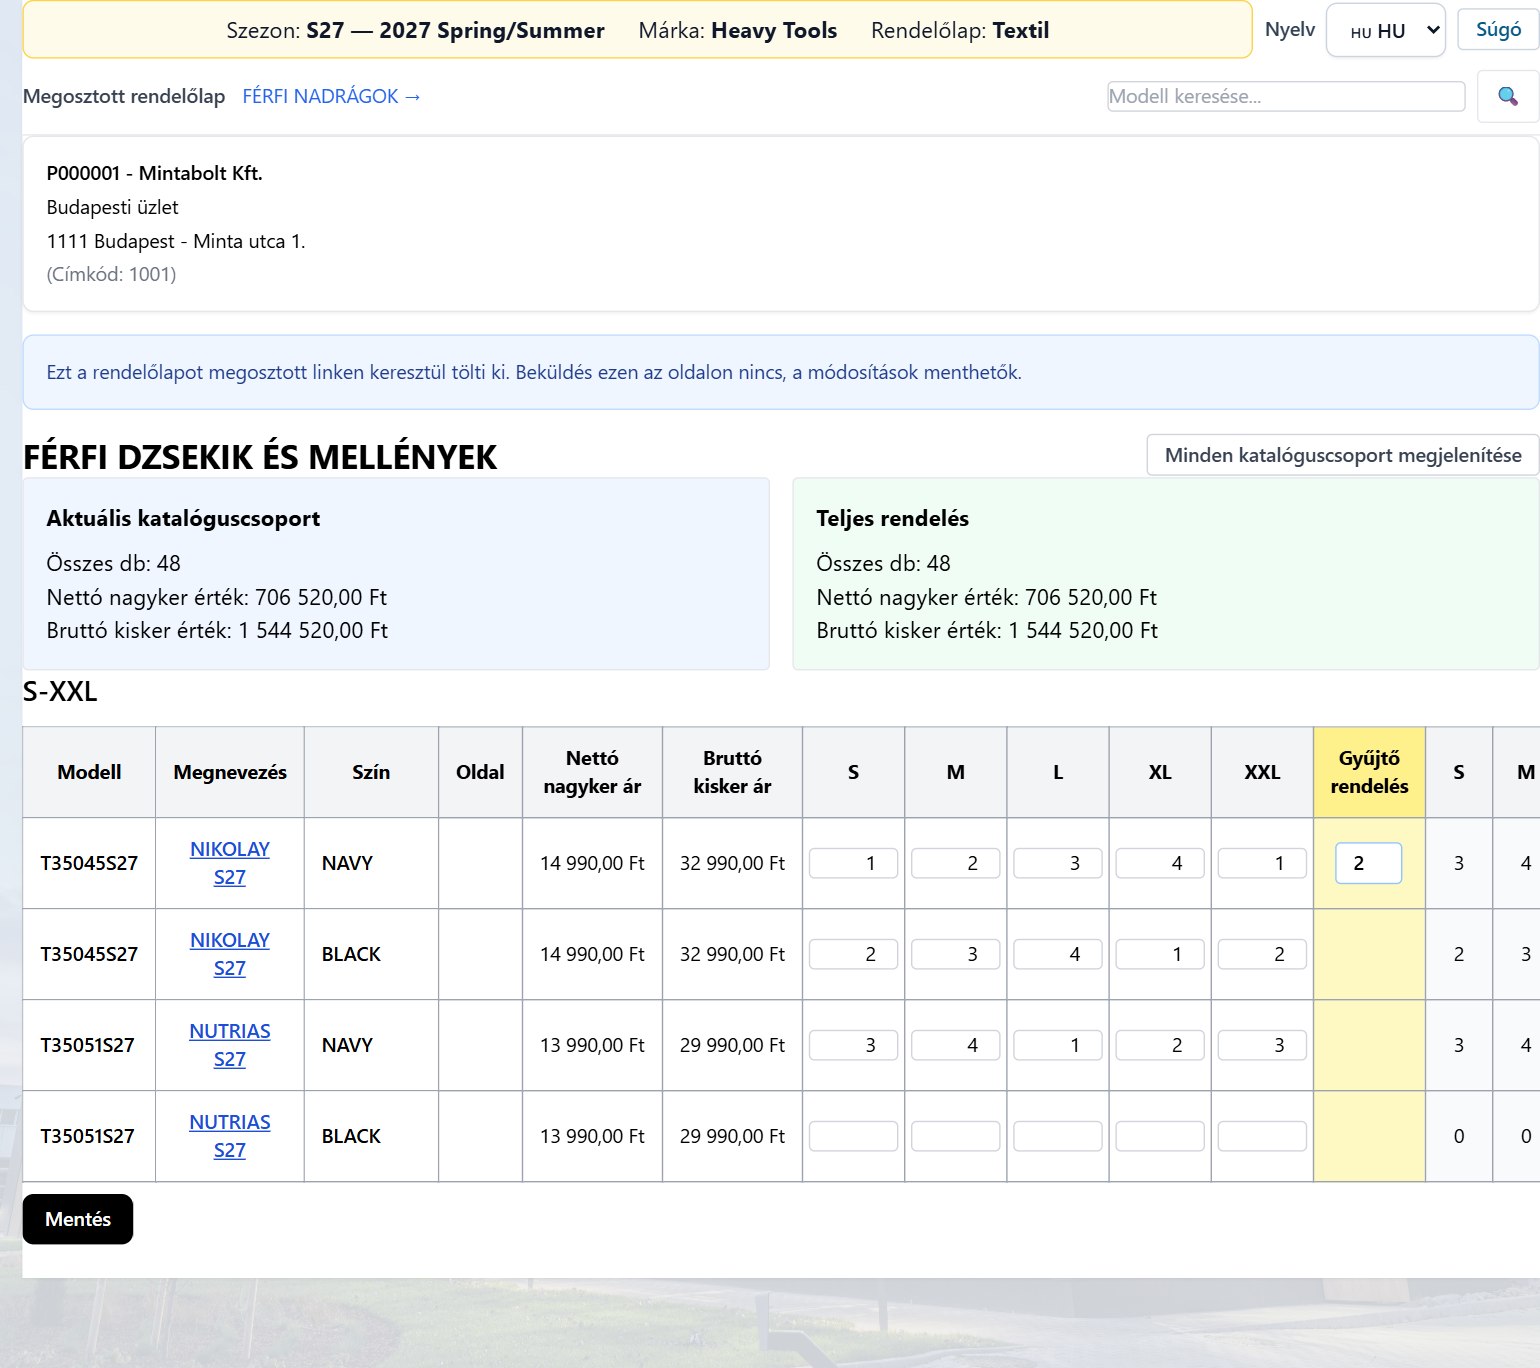 Szezon: S27 — 2027 Spring/Summer Márka: Heavy Tools Rendelőlap: Textil Nyelv HU HU Súgó
Megosztott rendelőlap FÉRFI NADRÁGOK → Modell keresése...
P000001 - Mintabolt Kft.
Budapesti üzlet
1111 Budapest - Minta utca 1.
(Címkód: 1001)
Ezt a rendelőlapot megosztott linken keresztül tölti ki. Beküldés ezen az oldalon nincs, a módosítások menthetők.
FÉRFI DZSEKIK ÉS MELLÉNYEK Minden katalóguscsoport megjelenítése
Aktuális katalóguscsoport
Összes db: 48
Nettó nagyker érték: 706 520,00 Ft
Bruttó kisker érték: 1 544 520,00 Ft
Teljes rendelés
Összes db: 48
Nettó nagyker érték: 706 520,00 Ft
Bruttó kisker érték: 1 544 520,00 Ft
S-XXL
Modell Megnevezés Szín Oldal Nettó nagyker ár Bruttó kisker ár S M L XL XXL Gyűjtő rendelés S M
T35045S27 NIKOLAY S27 NAVY 14 990,00 Ft 32 990,00 Ft 1 2 3 4 1 2 3 4
T35045S27 NIKOLAY S27 BLACK 14 990,00 Ft 32 990,00 Ft 2 3 4 1 2 2 3
T35051S27 NUTRIAS S27 NAVY 13 990,00 Ft 29 990,00 Ft 3 4 1 2 3 3 4
T35051S27 NUTRIAS S27 BLACK 13 990,00 Ft 29 990,00 Ft 0 0
Mentés